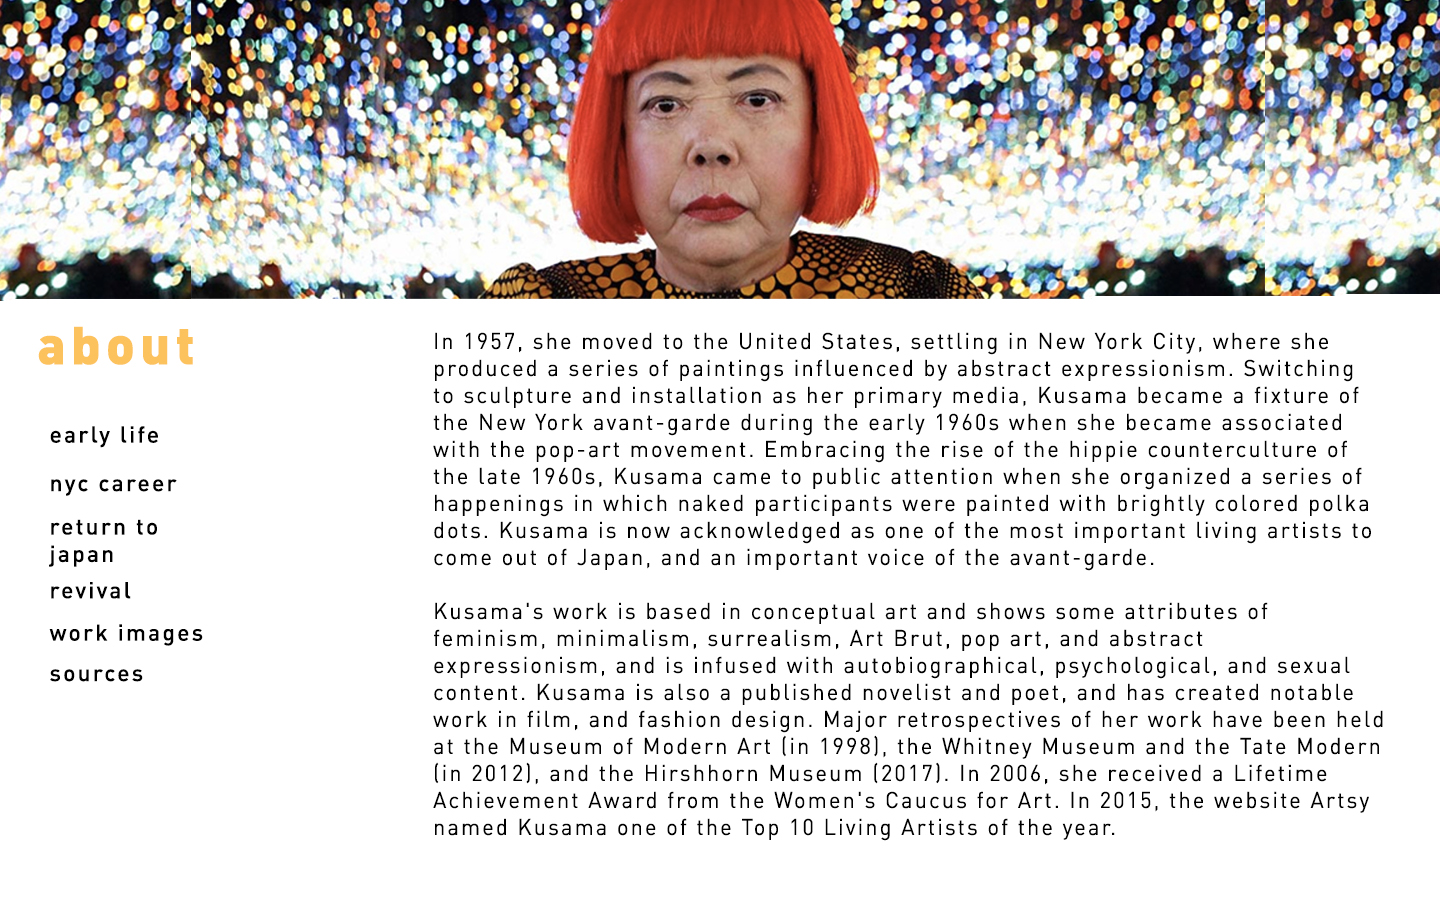 about
early life
nyc career
return to
japan
revival
work images
sources
In 1957, she moved to the United States, settling in New York City, where she
produced a series of paintings influenced by abstract expressionism. Switching
to sculpture and installation as her primary media, Kusama became a fixture of
the New York avant-garde during the early 1960s when she became associated
with the pop-art movement. Embracing the rise of the hippie counterculture of
the late 1960s, Kusama came to public attention when she organized a series of
happenings in which naked participants were painted with brightly colored polka
dots. Kusama is now acknowledged as one of the most important living artists to
come out of Japan, and an important voice of the avant-garde.
Kusama's work is based in conceptual art and shows some attributes of
feminism, minimalism, surrealism, Art Brut, pop art, and abstract
expressionism, and is infused with autobiographical, psychological, and sexual
content. Kusama is also a published novelist and poet, and has created notable
work in film, and fashion design. Major retrospectives of her work have been held
at the Museum of Modern Art (in 1998), the Whitney Museum and the Tate Modern
(in 2012), and the Hirshhorn Museum (2017). In 2006, she received a Lifetime
Achievement Award from the Women's Caucus for Art. In 2015, the website Artsy
named Kusama one of the Top 10 Living Artists of the year.